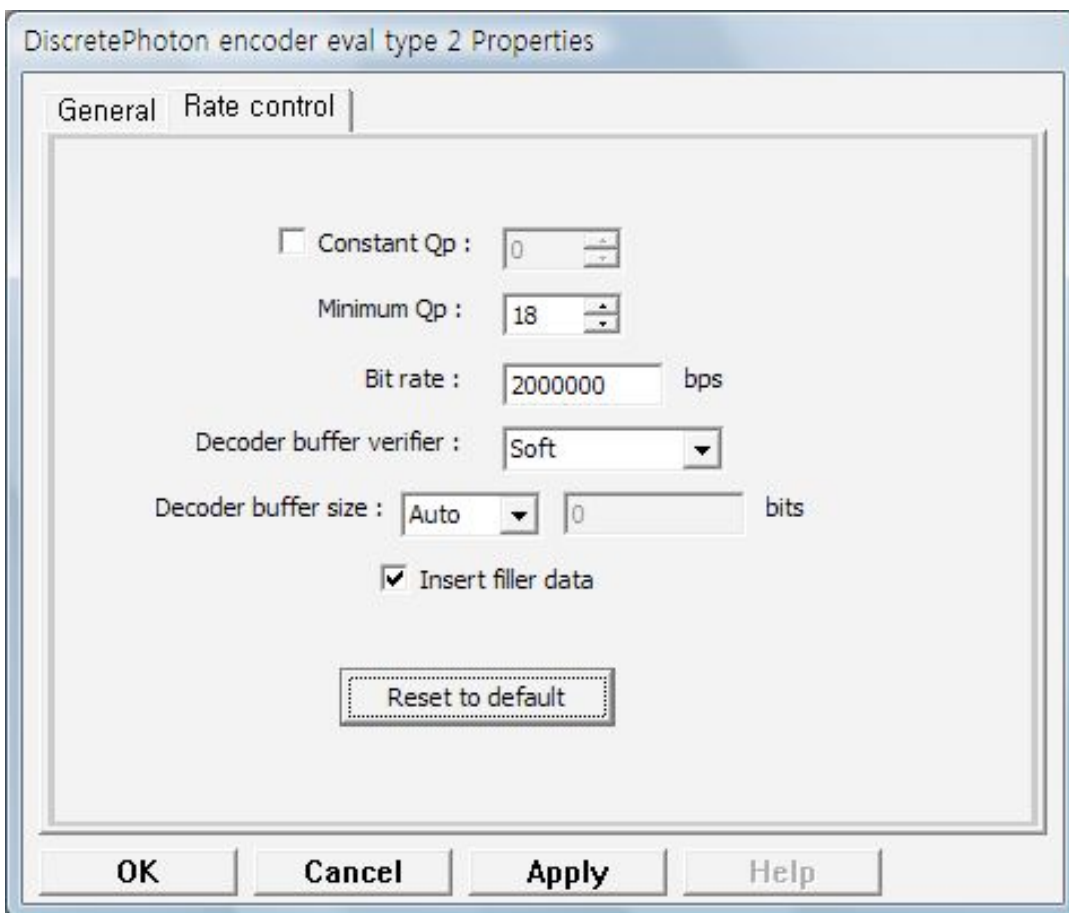 DiscretePhoton encoder eval type 2 Properties
General Rate control
Constant Qp : 0
Minimum Qp : 18
Bit rate : 2000000 bps
Decoder buffer verifier : Soft
Decoder buffer size : Auto 0 bits
Insert filler data
Reset to default
OK Cancel Apply Help